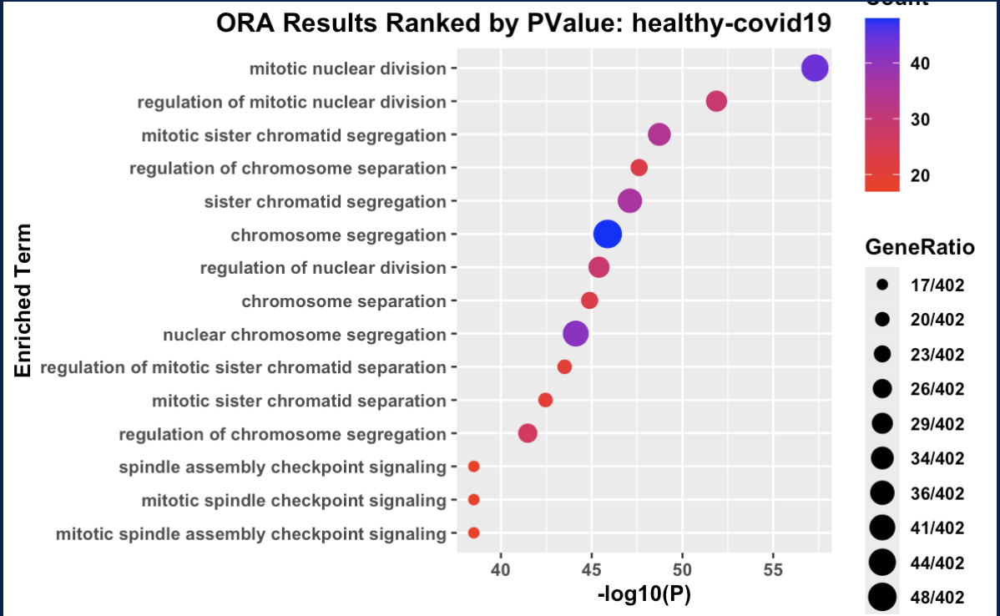 ORA Results Ranked by PValue: healthy-covid19
Count
mitotic nuclear division
regulation of mitotic nuclear division
mitotic sister chromatid segregation
regulation of chromosome separation
sister chromatid segregation
chromosome segregation
regulation of nuclear division
chromosome separation
nuclear chromosome segregation
regulation of mitotic sister chromatid separation
mitotic sister chromatid separation
regulation of chromosome segregation
spindle assembly checkpoint signaling
mitotic spindle checkpoint signaling
mitotic spindle assembly checkpoint signaling
Enriched Term
40 45 50 55
-log10(P)
40
30
20
GeneRatio
17/402
20/402
23/402
26/402
29/402
34/402
36/402
41/402
44/402
48/402